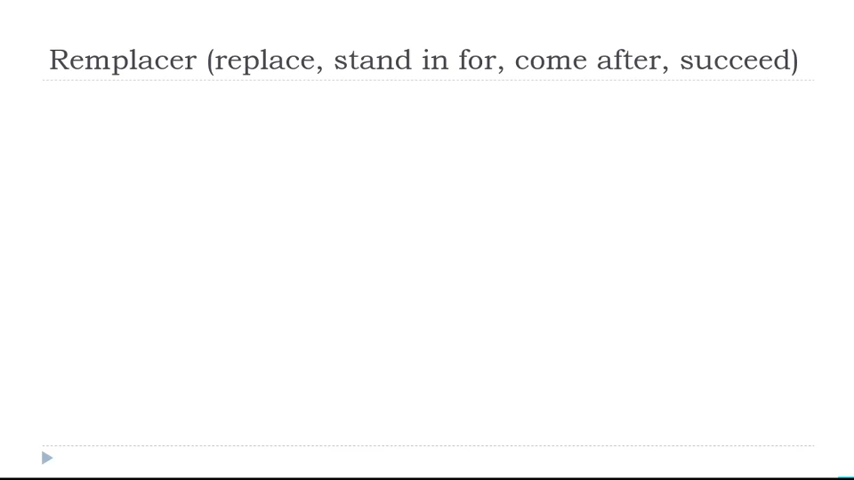 Remplacer (replace, stand in for, come after, succeed)